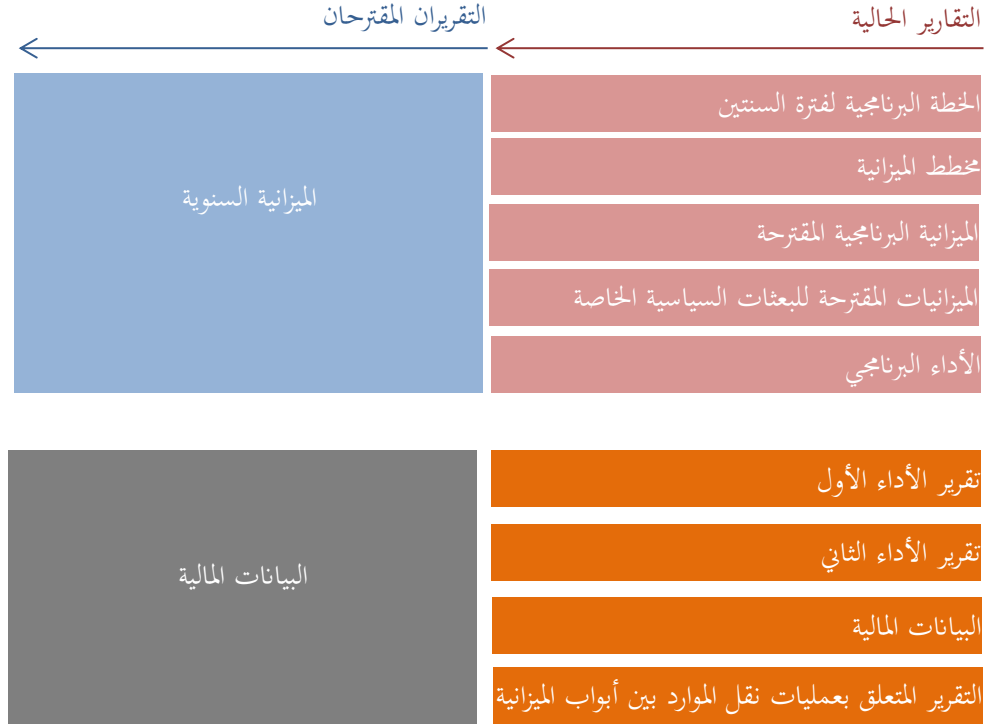 التقارير الحالية
التقريران المقترحان
الخطة البرنامجية لفترة السنتين
مخطط الميزانية
الميزانية البرنامجية المقترحة
الميزانيات المقترحة للبعثات السياسية الخاصة
الأداء البرنامجي
الميزانية السنوية
تقرير الأداء الأول
تقرير الأداء الثاني
البيانات المالية
التقرير المتعلق بعمليات نقل الموارد بين أبواب الميزانية
البيانات المالية